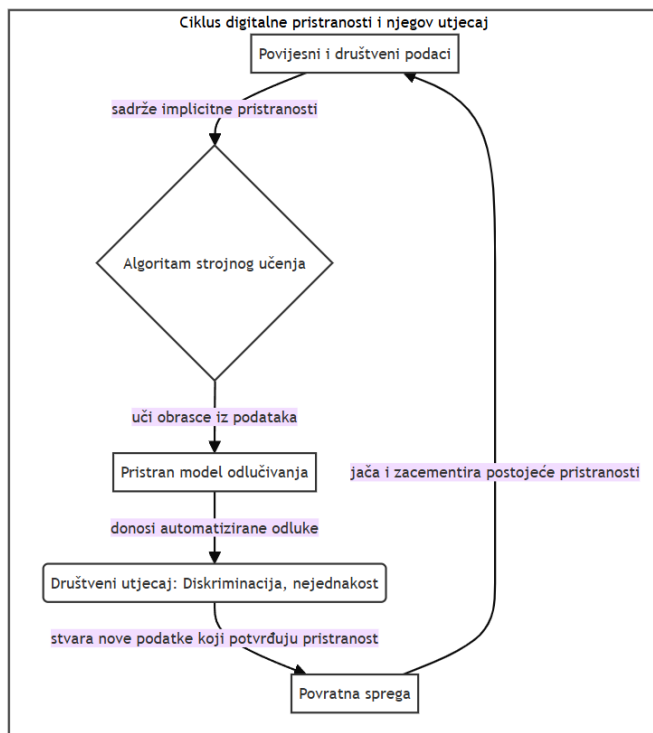 Ciklus digitalne pristranosti i njegov utjecaj
Povijesni i društveni podaci
sadrže implicitne pristranosti
Algoritam strojnog učenja
uči obrasce iz podataka
Pristran model odlučivanja
jača i zacementira postojeće pristranosti
donosi automatizirane odluke
Društveni utjecaj: Diskriminacija, nejednakost
stvara nove podatke koji potvrđuju pristranost
Povratna sprega